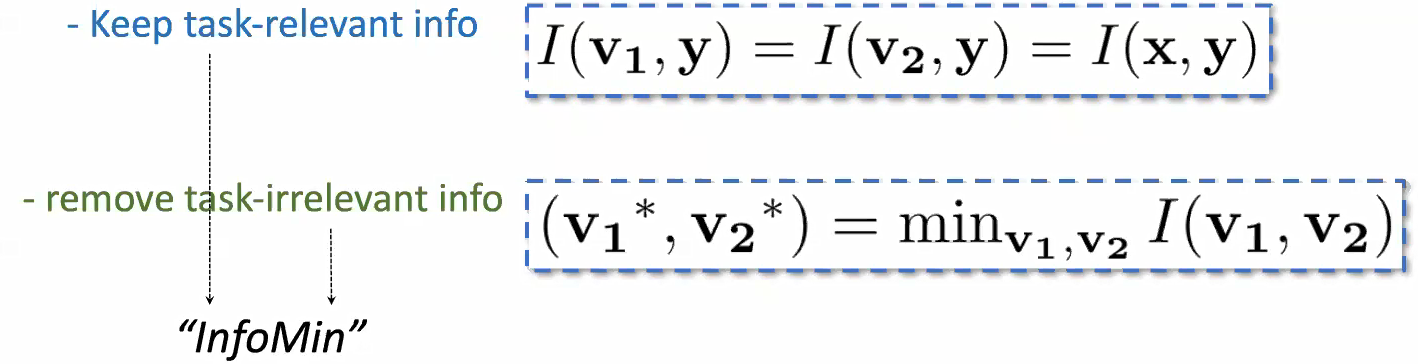 - Keep task-relevant info
I(v₁, y) = I(v₂, y) = I(x, y)
- remove task-irrelevant info
(v₁*, v₂*) = min_{v₁,v₂} I(v₁, v₂)
“InfoMin”